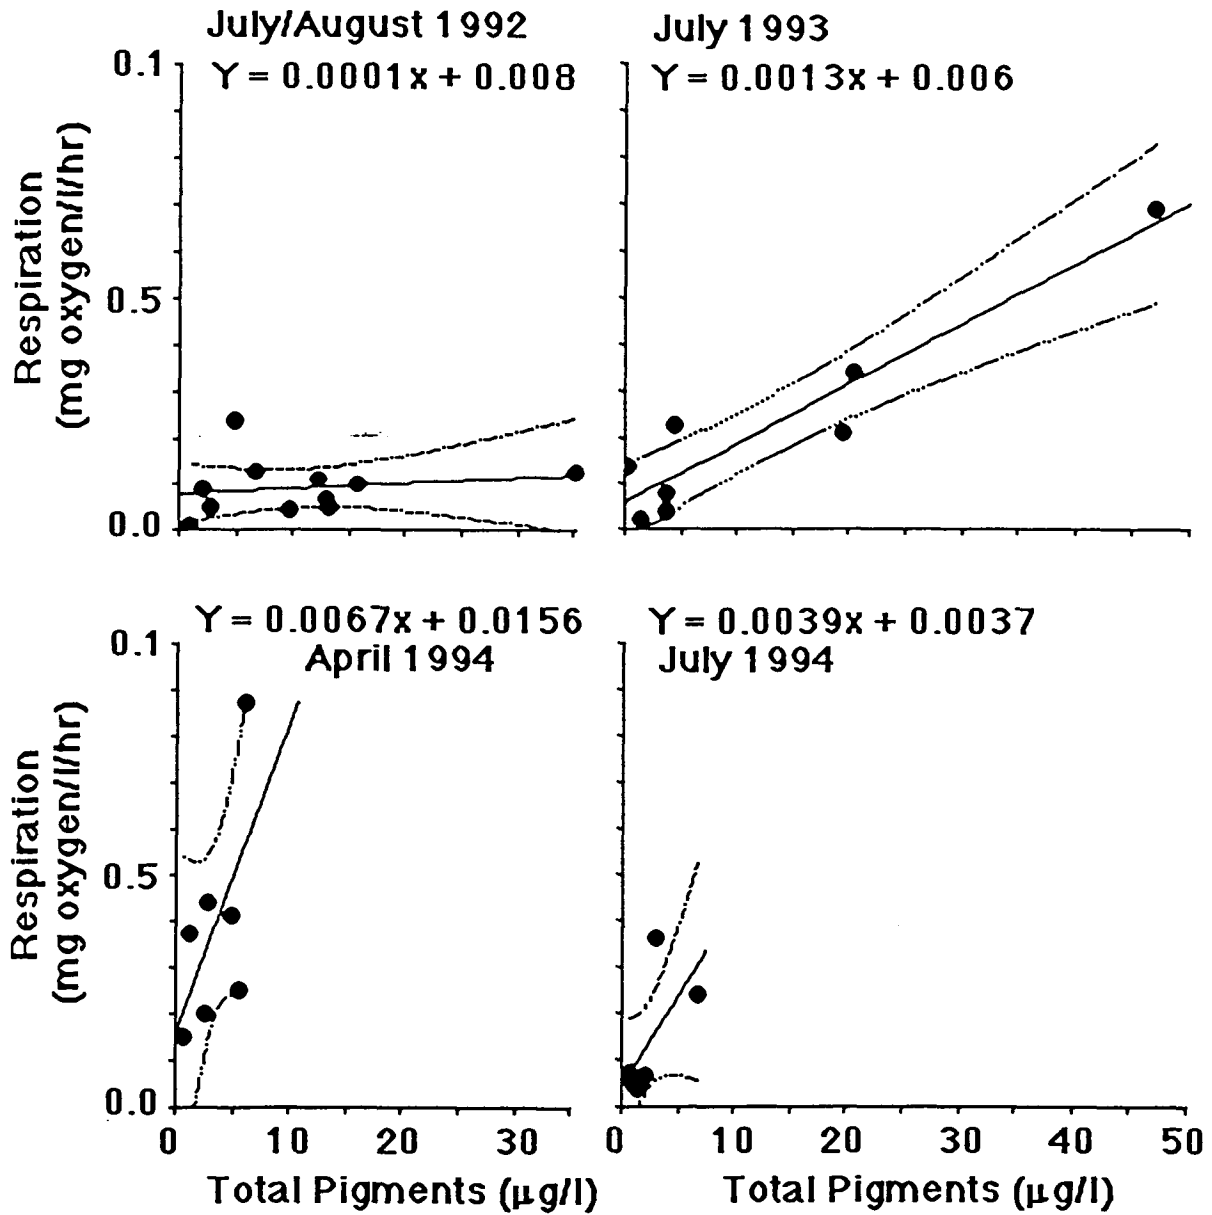 July/August 1992
Y = 0.0001x + 0.008
0.1
0.5
0.0
Respiration
(mg oxygen/l/hr)
July 1993
Y = 0.0013x + 0.006
Y = 0.0067x + 0.0156
April 1994
0.1
0.5
0.0
Respiration
(mg oxygen/l/hr)
0 10 20 30
Total Pigments (µg/l)
Y = 0.0039x + 0.0037
July 1994
0 10 20 30 40 50
Total Pigments (µg/l)